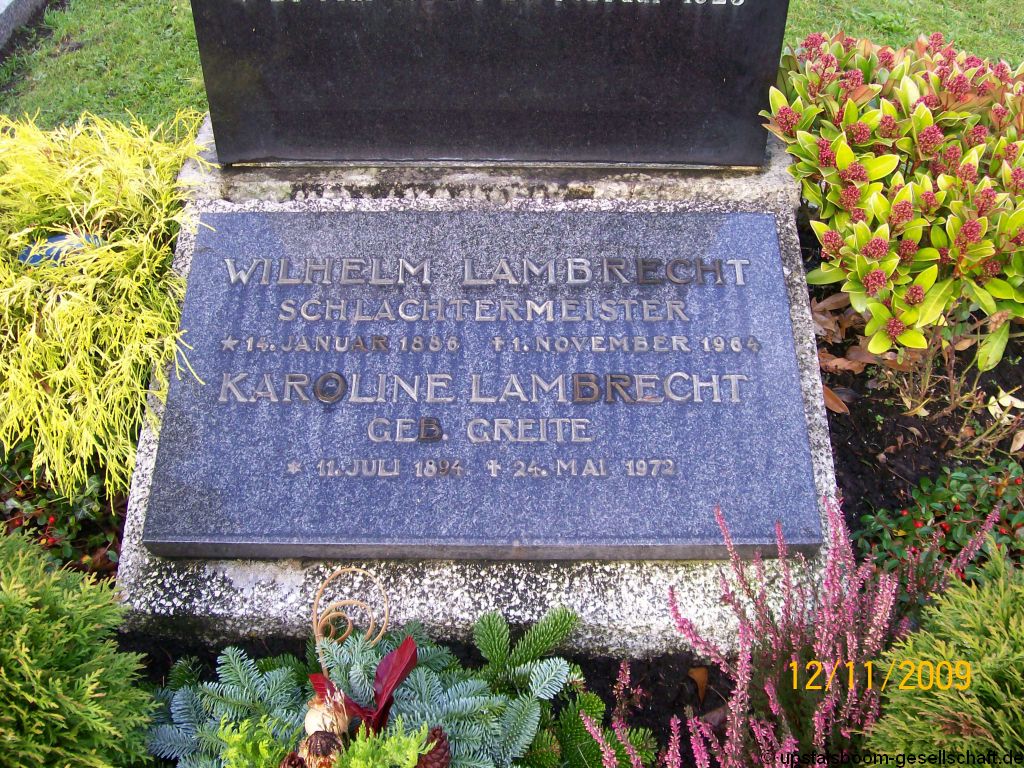 WILHELM LAMBRECHT
SCHLACHTERMEISTER
* 14. JANUAR 1886 † 1. NOVEMBER 1964
KAROLINE LAMBRECHT
GEB. GREITE
* 11. JULI 1894 † 24. MAI 1972
12/11/2009
© upstalsboom-gesellschaft.de